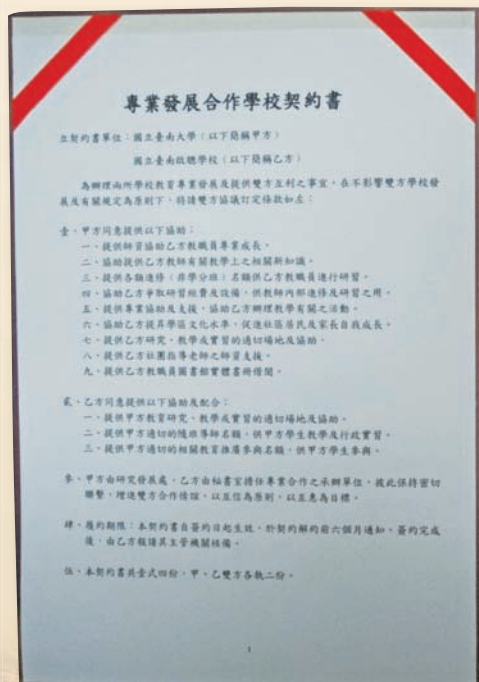 專業發展合作學校契約書
立契約書單位：國立臺南大學（以下簡稱甲方）
國立臺南啟聰學校（以下簡稱乙方）
為辦理兩所學校教育專業發展及提供雙方互利之事宜，在不影響雙方學校發
展及有關規定為原則下，特請雙方協議訂定條款如左：
壹、甲方同意提供以下協助：
一、提供師資協助乙方教職員專業成長。
二、協助提供乙方教師有關教學上之相關新知識。
三、提供各類進修（非學分班）名額供乙方教職員進行研習。
四、協助乙方爭取研習經費及設備，供教師內部進修及研習之用。
五、提供專業協助及支援，協助乙方辦理教學有關之活動。
六、協助乙方提昇學區文化水準，促進社區居民及家長自我成長。
七、提供乙方研究、教學或實習的適切場地及協助。
八、提供乙方社團指導老師之師資支援。
九、提供乙方教職員圖書館實體書冊借閱。
貳、乙方同意提供以下協助及配合：
一、提供甲方教育研究、教學或實習的適切場地及協助。
二、提供甲方適切的隨班導師名額，供甲方學生教學及行政實習。
三、提供甲方適切的相關教育推廣參與名額，供甲方學生參與。
參、甲方由研究發展處，乙方由秘書室擔任專業合作之承辦單位，彼此保持密切
聯繫，增進雙方合作情誼，以互信為原則，以互惠為目標。
肆、履約期限：本契約書自簽約日起生效，於契約解約前六個月通知。簽約完成
後，由乙方報請其主管機關核備。
伍、本契約書共壹式四份，甲、乙雙方各執二份。
1